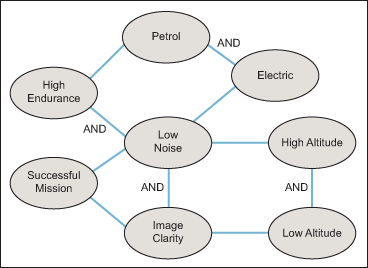 Petrol
AND
Electric
High
Endurance
AND
Low
Noise
High Altitude
Successful
Mission
AND
AND
Image
Clarity
Low Altitude